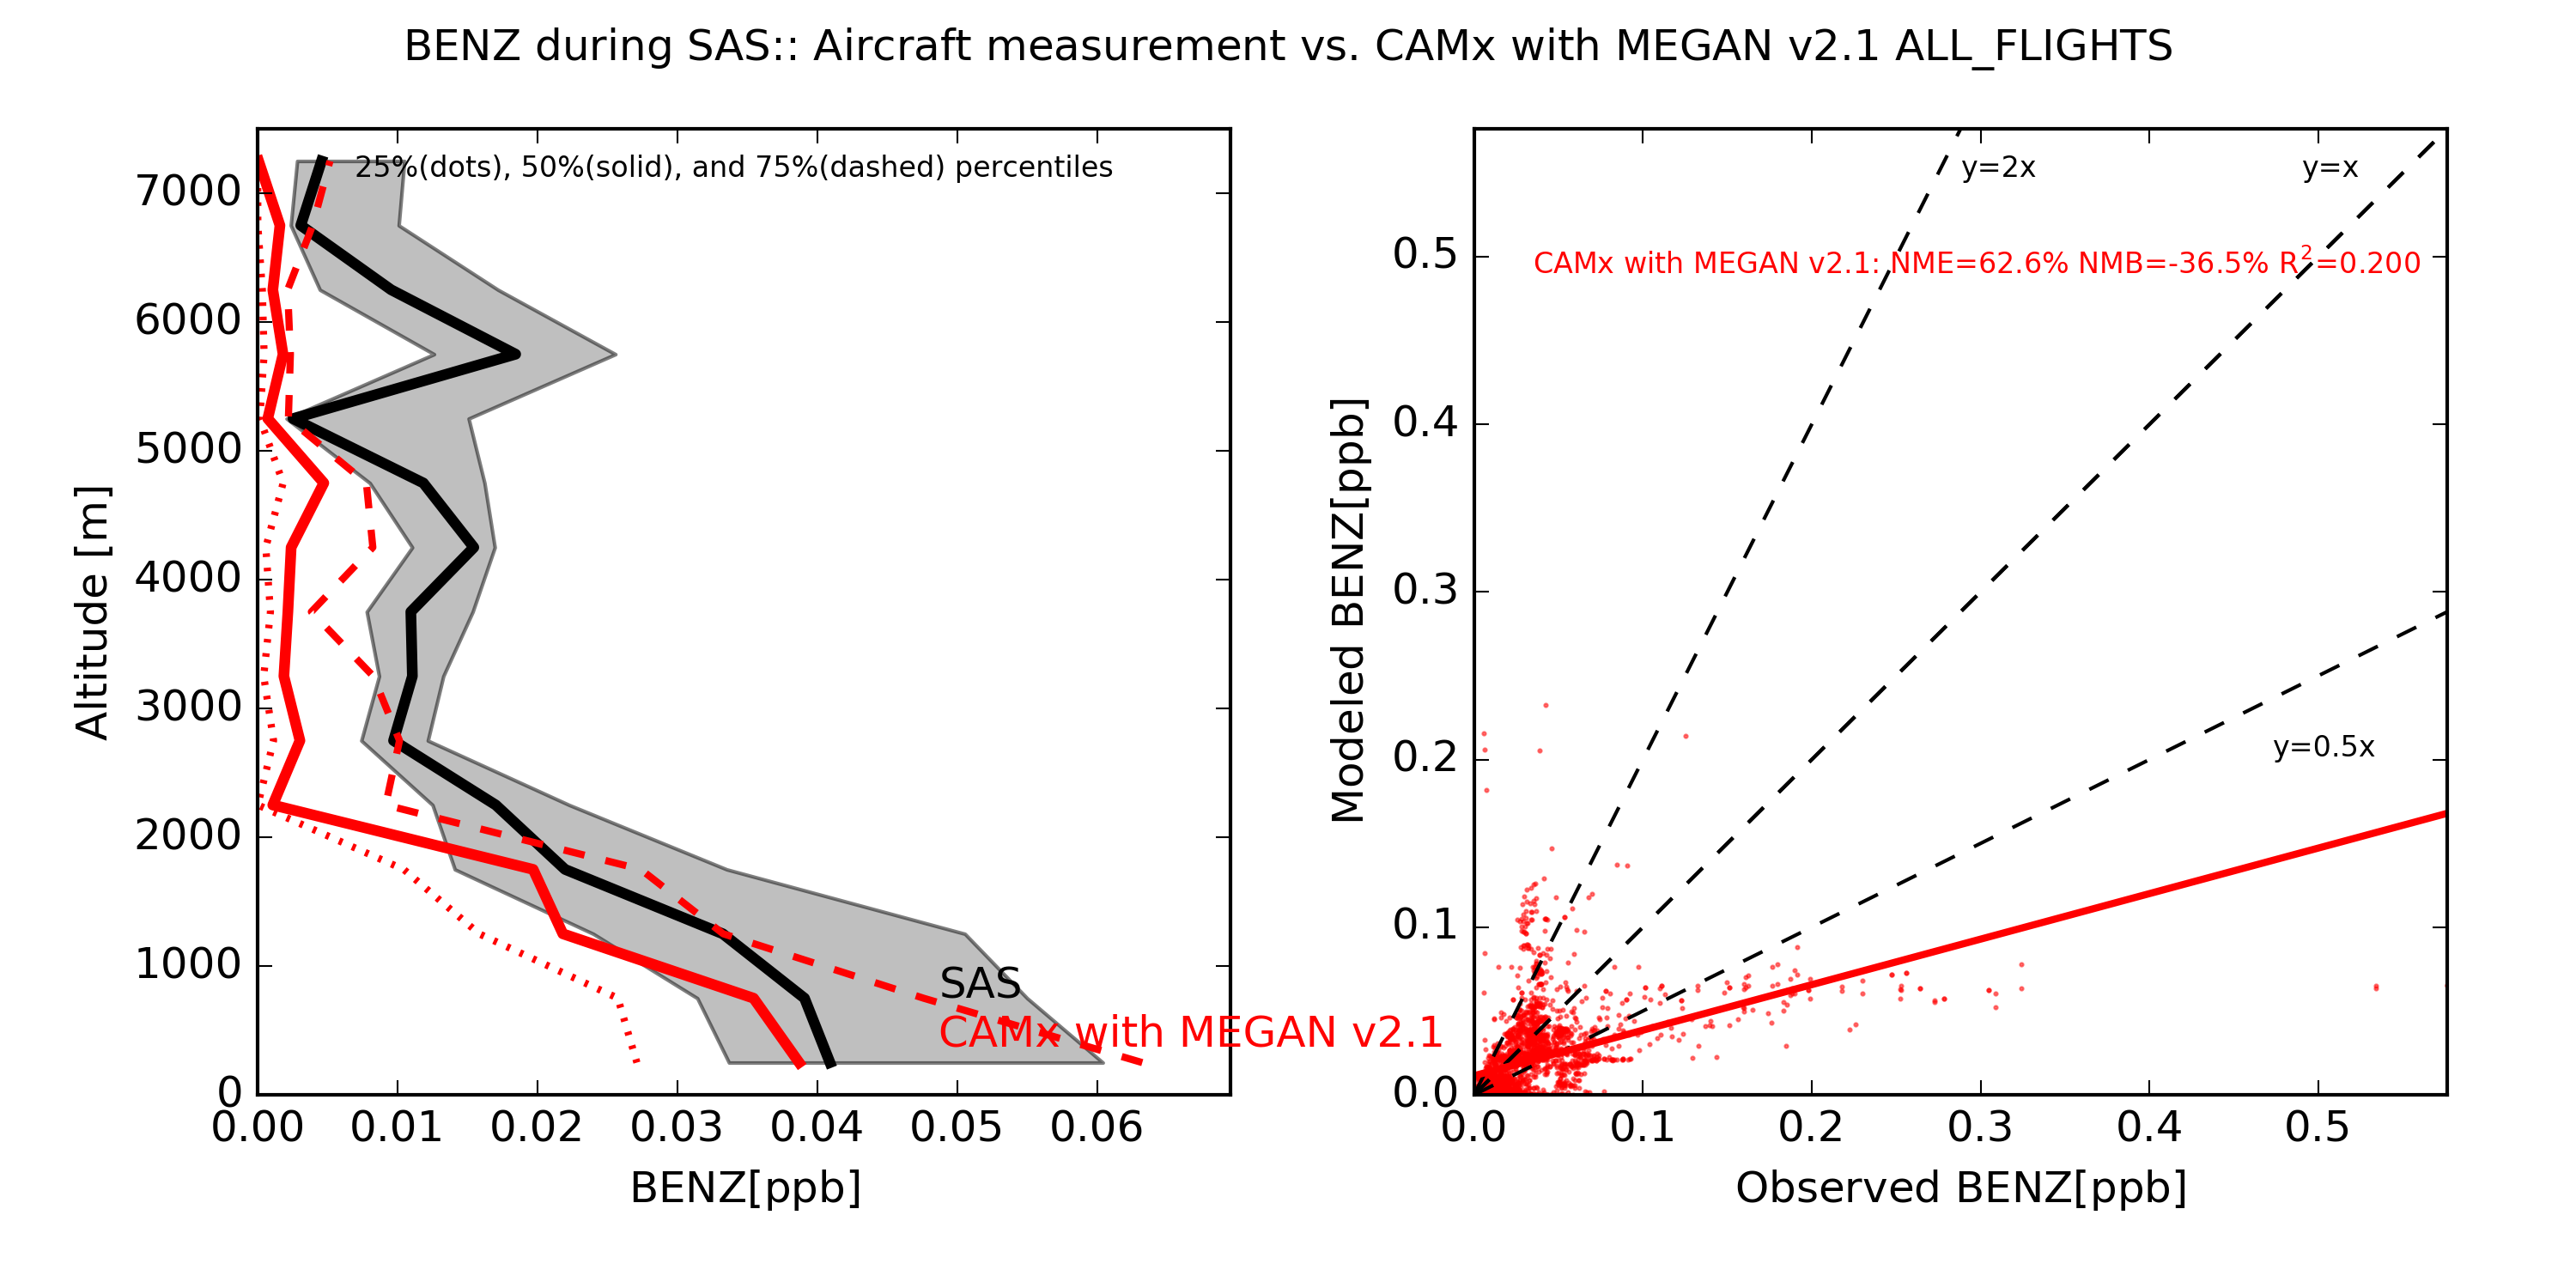 BENZ during SAS:: Aircraft measurement vs. CAMx with MEGAN v2.1 ALL_FLIGHTS
25%(dots), 50%(solid), and 75%(dashed) percentiles
7000
6000
5000
4000
3000
2000
1000
0
Altitude [m]
SAS
CAMx with MEGAN v2.1
0.00 0.01 0.02 0.03 0.04 0.05 0.06
BENZ[ppb]
y=2x
y=x
CAMx with MEGAN v2.1: NME=62.6% NMB=-36.5% R²=0.200
y=0.5x
0.5
0.4
0.3
0.2
0.1
0.0
Modeled BENZ[ppb]
0.0 0.1 0.2 0.3 0.4 0.5
Observed BENZ[ppb]